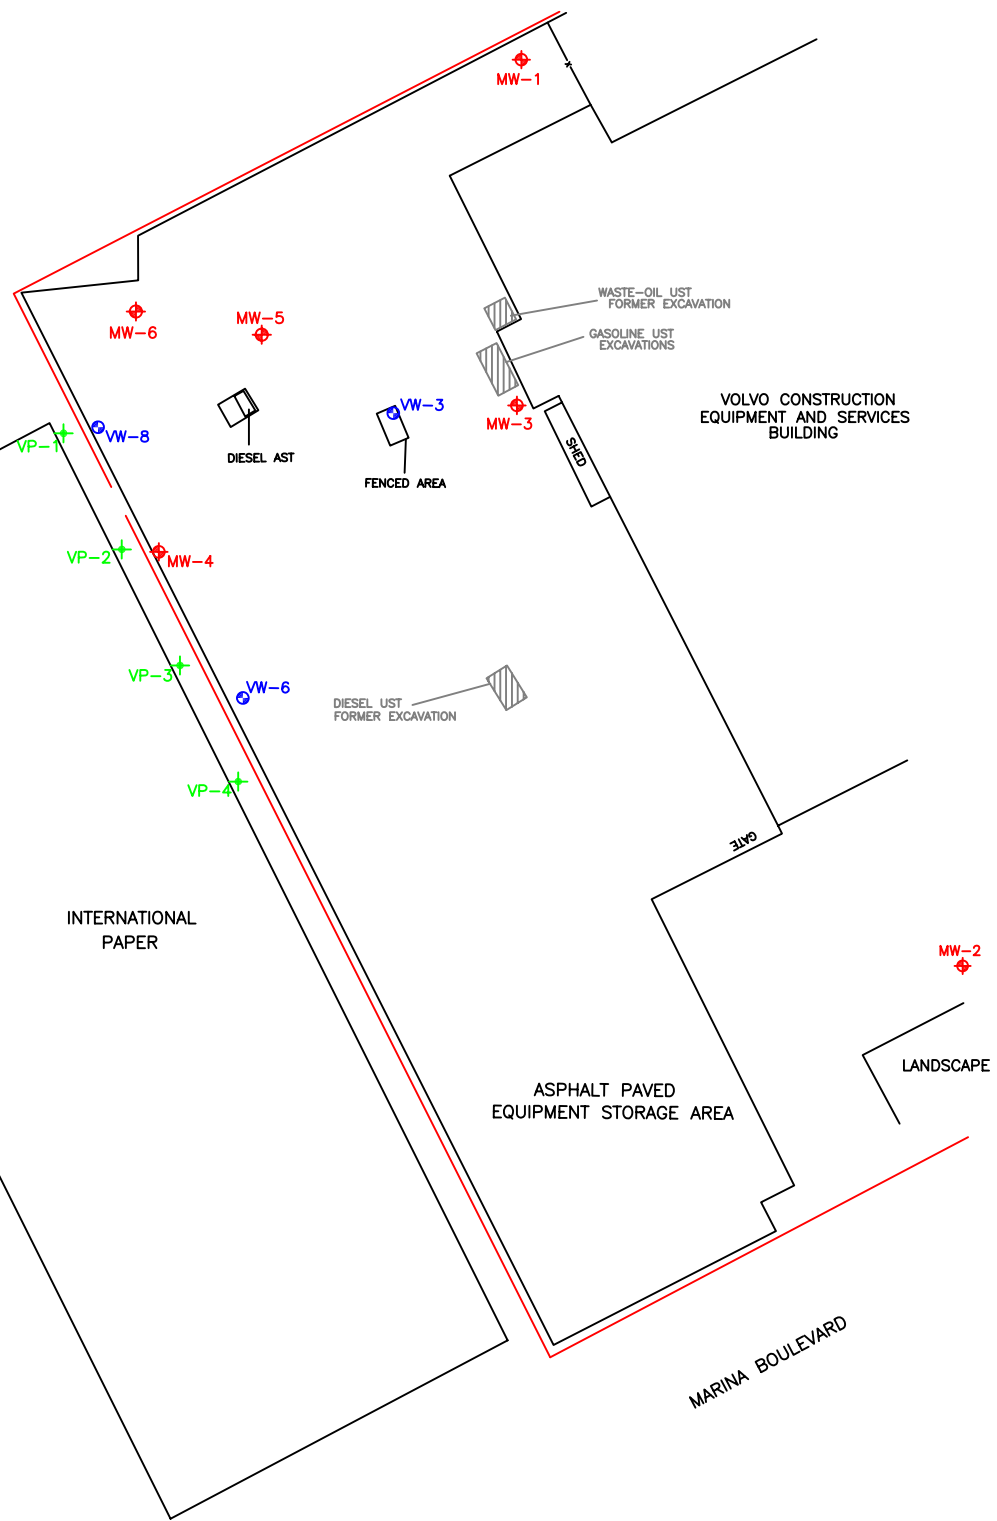 MW-1
WASTE-OIL UST
FORMER EXCAVATION
MW-5
MW-6
GASOLINE UST
EXCAVATIONS
VOLVO CONSTRUCTION
EQUIPMENT AND SERVICES
BUILDING
VW-3
MW-3
VW-8
VP-1
SHED
DIESEL AST
FENCED AREA
VP-2
MW-4
VP-3
VW-6
DIESEL UST
FORMER EXCAVATION
VP-4
GATE
INTERNATIONAL
PAPER
MW-2
LANDSCAPE
ASPHALT PAVED
EQUIPMENT STORAGE AREA
MARINA BOULEVARD